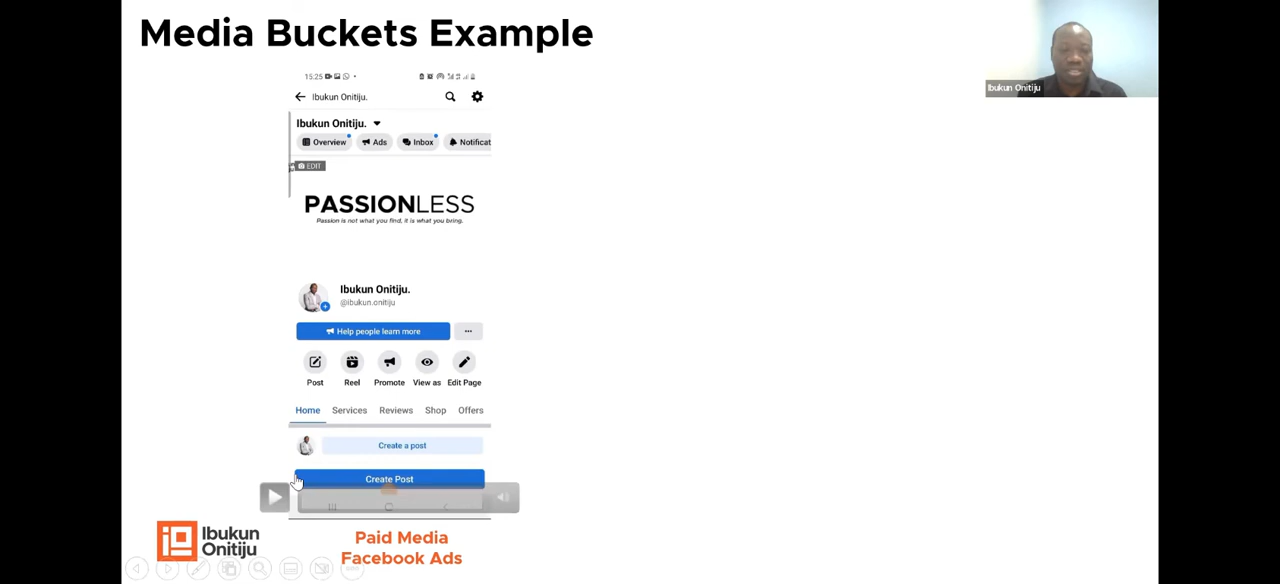 Media Buckets Example
Ibukun Onitiju
15:25
Ibukun Onitiju.
Ibukun Onitiju.
Overview
Ads
Inbox
Notificat
EDIT
PASSIONLESS
Passion is not what you find, it is what you bring.
Ibukun Onitiju.
@ibukun.onitiju
Help people learn more
Post Reel Promote View as Edit Page
Home Services Reviews Shop Offers
Create a post
Create Post
Ibukun
Onitiju
Paid Media
Facebook Ads